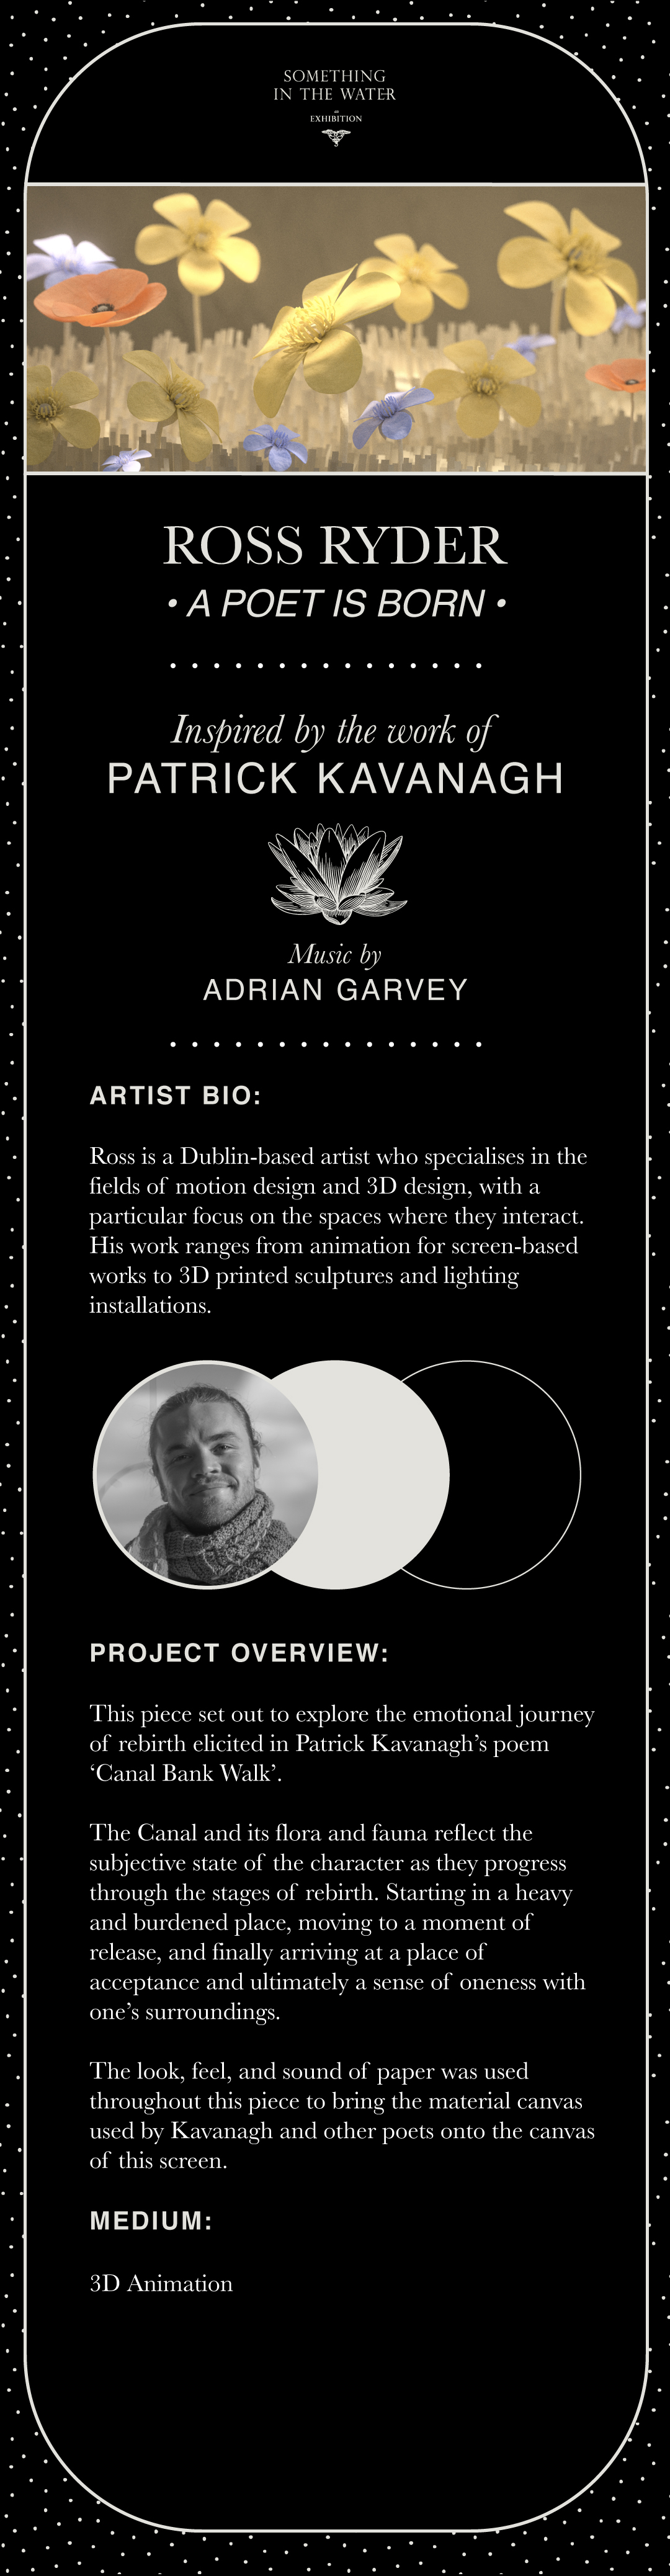 SOMETHING
IN THE WATER
EXHIBITION
ROSS RYDER
• A POET IS BORN •
Inspired by the work of
PATRICK KAVANAGH
Music by
ADRIAN GARVEY
ARTIST BIO:
Ross is a Dublin-based artist who specialises in the
fields of motion design and 3D design, with a
particular focus on the spaces where they interact.
His work ranges from animation for screen-based
works to 3D printed sculptures and lighting
installations.
PROJECT OVERVIEW:
This piece set out to explore the emotional journey
of rebirth elicited in Patrick Kavanagh’s poem
‘Canal Bank Walk’.
The Canal and its flora and fauna reflect the
subjective state of the character as they progress
through the stages of rebirth. Starting in a heavy
and burdened place, moving to a moment of
release, and finally arriving at a place of
acceptance and ultimately a sense of oneness with
one’s surroundings.
The look, feel, and sound of paper was used
throughout this piece to bring the material canvas
used by Kavanagh and other poets onto the canvas
of this screen.
MEDIUM:
3D Animation